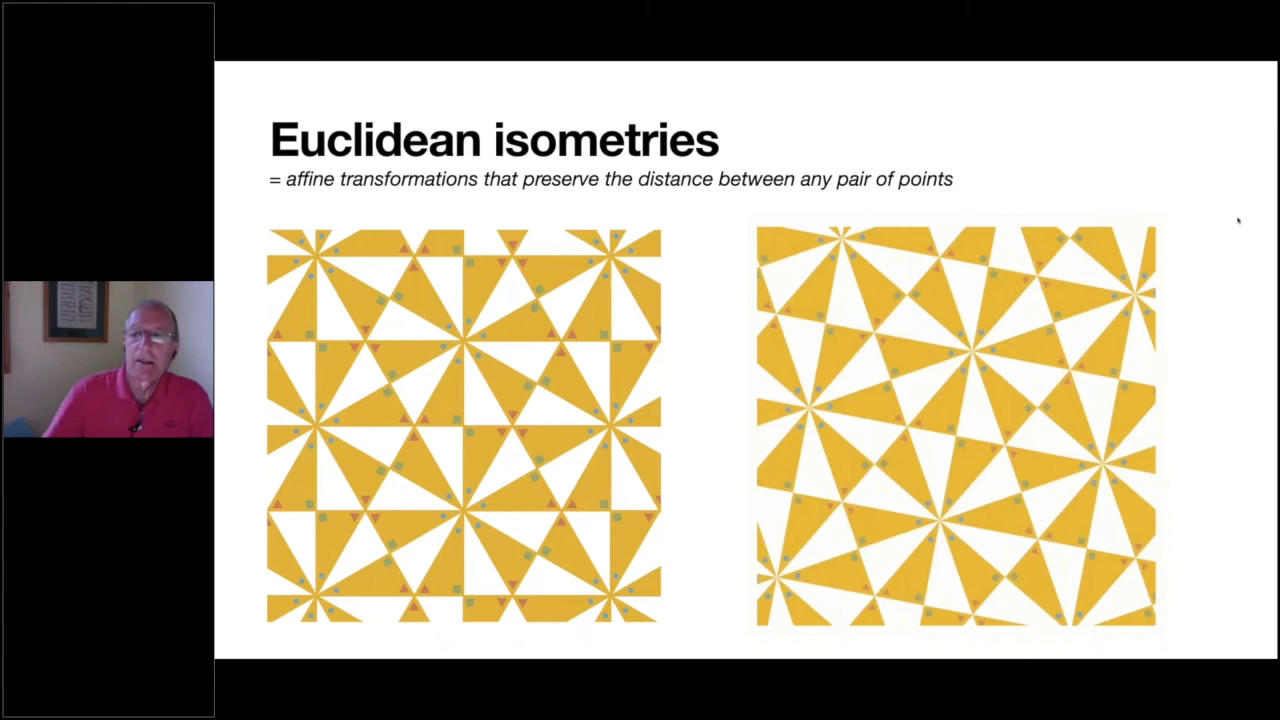 Euclidean isometries
= affine transformations that preserve the distance between any pair of points